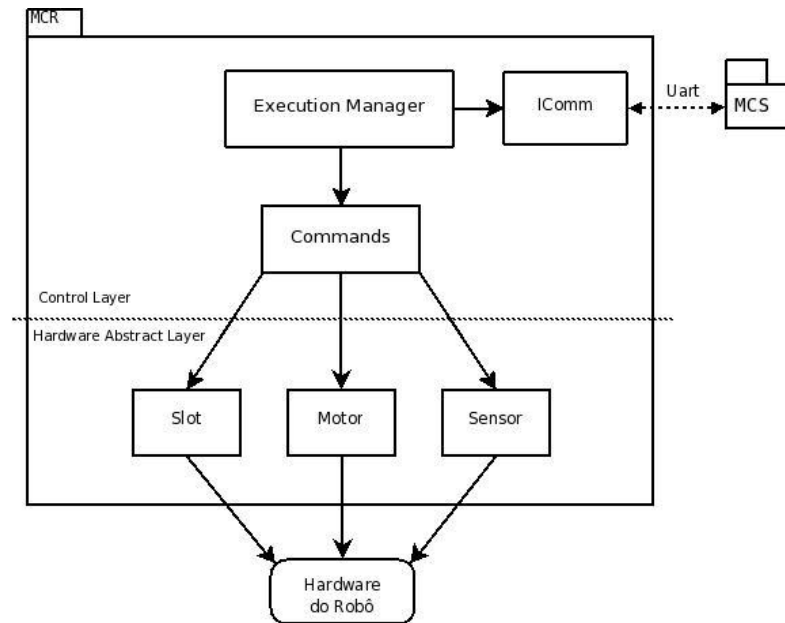 MCR
Execution Manager
IComm
Uart
MCS
Commands
Control Layer
Hardware Abstract Layer
Slot
Motor
Sensor
Hardware
do Robô